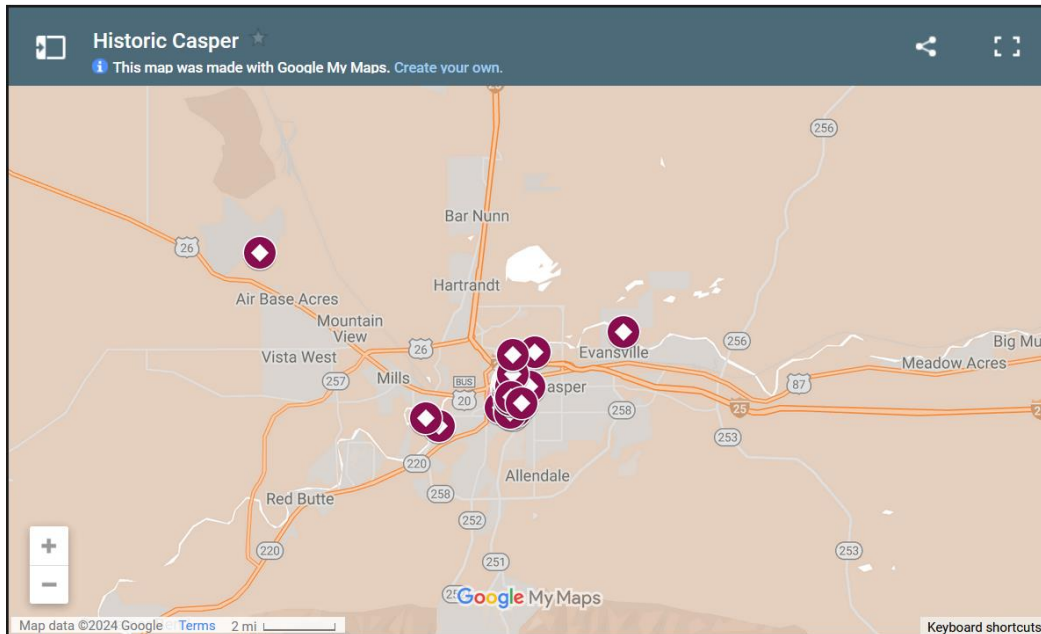 Historic Casper
This map was made with Google My Maps. Create your own.
256
Bar Nunn
26
Hartrandt
Air Base Acres
Mountain
View
Evansville
256
Big Mu
26
Vista West
Meadow Acres
257
Mills
BUS
20
asper
87
25
258
253
220
Allendale
Red Butte
258
252
220
251
253
Google My Maps
Map data ©2024 Google
Terms
2 mi
Keyboard shortcuts